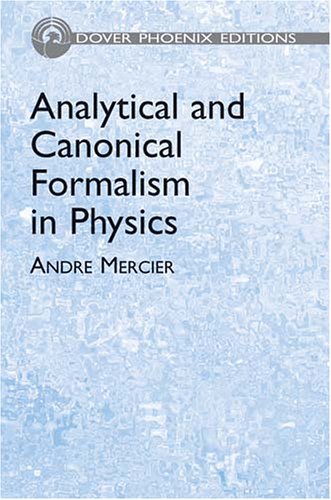 DOVER PHOENIX EDITIONS
Analytical and
Canonical
Formalism
in Physics
ANDRE MERCIER